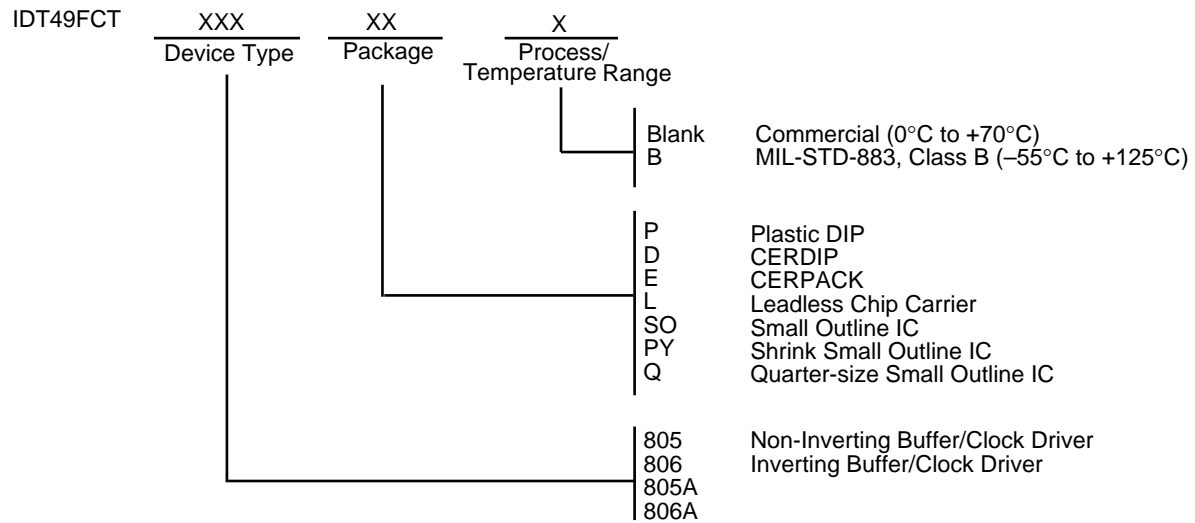 IDT49FCT XXX XX X
Device Type Package Process/
Temperature Range
Blank Commercial (0°C to +70°C)
B MIL-STD-883, Class B (–55°C to +125°C)
P Plastic DIP
D CERDIP
E CERPACK
L Leadless Chip Carrier
SO Small Outline IC
PY Shrink Small Outline IC
Q Quarter-size Small Outline IC
805 Non-Inverting Buffer/Clock Driver
806 Inverting Buffer/Clock Driver
805A
806A